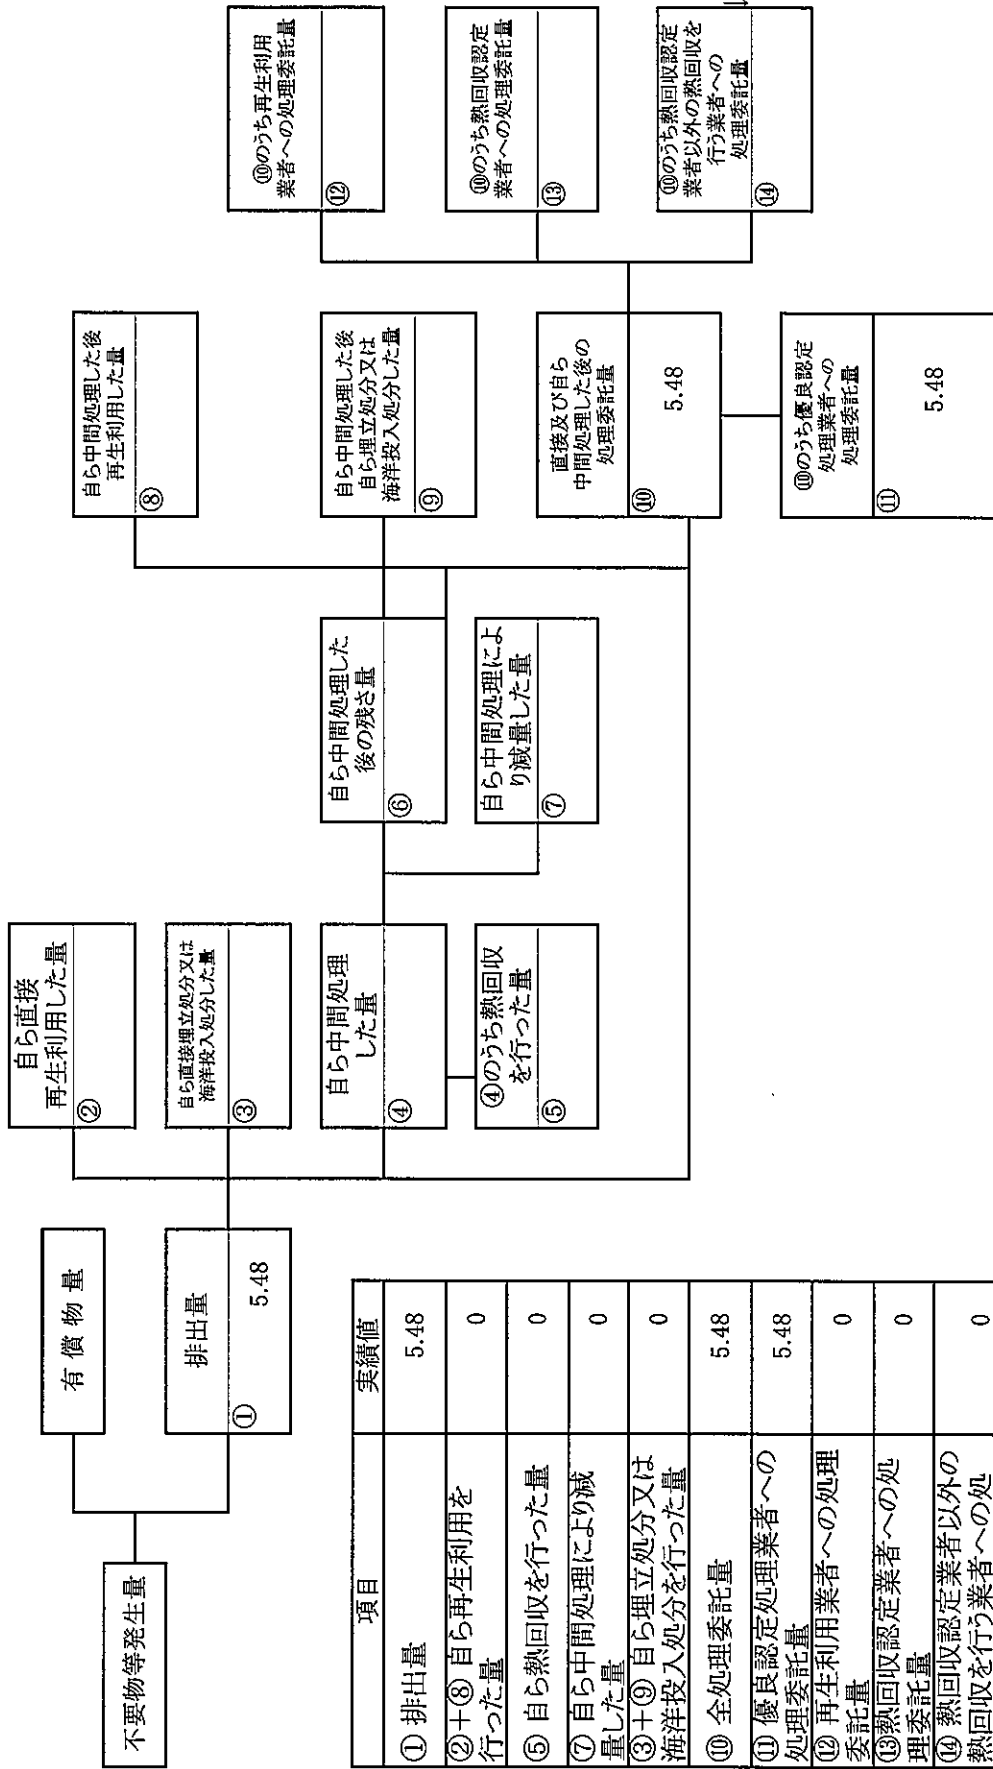 不要物等発生量
有 償 物 量
排出量
①
5.48
自ら直接
再生利用した量
②
自ら直接埋立処分又は
海洋投入処分した量
③
自ら中間処理
した量
④
④のうち熱回収
を行った量
⑤
自ら中間処理した
後の残さ量
⑥
自ら中間処理によ
り減量した量
⑦
自ら中間処理した後
再生利用した量
⑧
自ら中間処理した後
自ら埋立処分又は
海洋投入処分した量
⑨
直接及び自ら
中間処理した後の
処理委託量
⑩
5.48
⑩のうち優良認定
処理業者への
処理委託量
⑪
5.48
⑩のうち再生利用
業者への処理委託量
⑫
⑩のうち熱回収認定
業者への処理委託量
⑬
⑩のうち熱回収認定
業者以外の熱回収を
行う業者への
処理委託量
⑭
項目 実績値
① 排出量 5.48
②+⑧ 自ら再生利用を
行った量 0
⑤ 自ら熱回収を行った量 0
⑦ 自ら中間処理により減
量した量 0
③+⑨ 自ら埋立処分又は
海洋投入処分を行った量 0
⑩ 全処理委託量 5.48
⑪ 優良認定処理業者への
処理委託量 5.48
⑫ 再生利用業者への処理
委託量 0
⑬熱回収認定業者への処
理委託量 0
⑭ 熱回収認定業者以外の
熱回収を行う業者への処 0